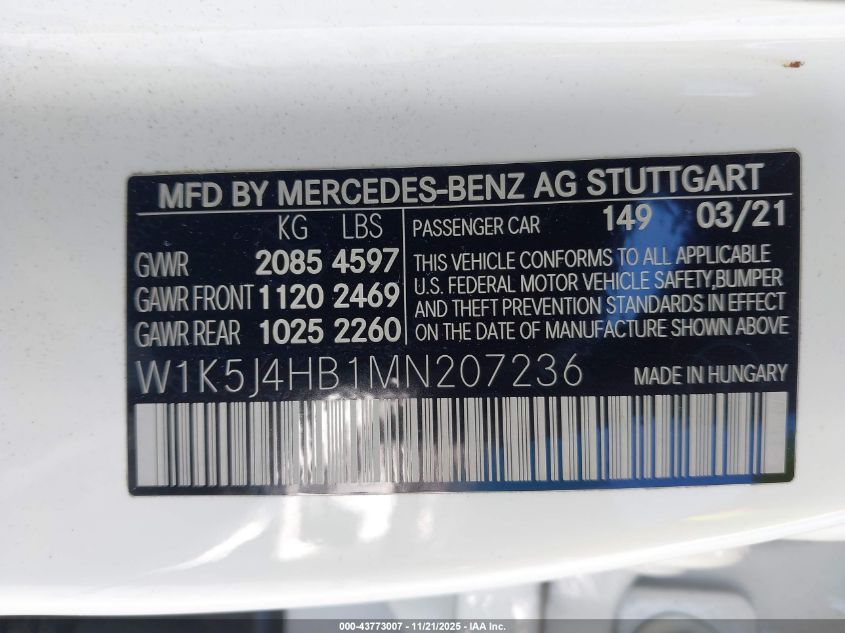 MFD BY MERCEDES-BENZ AG STUTTGART
KG LBS
GVWR 2085 4597
GAWR FRONT 1120 2469
GAWR REAR 1025 2260
PASSENGER CAR 149 03/21
THIS VEHICLE CONFORMS TO ALL APPLICABLE
U.S. FEDERAL MOTOR VEHICLE SAFETY,BUMPER
AND THEFT PREVENTION STANDARDS IN EFFECT
ON THE DATE OF MANUFACTURE SHOWN ABOVE
W1K5J4HB1MN207236 MADE IN HUNGARY
000-43773007 - 11/21/2025 - IAA Inc.